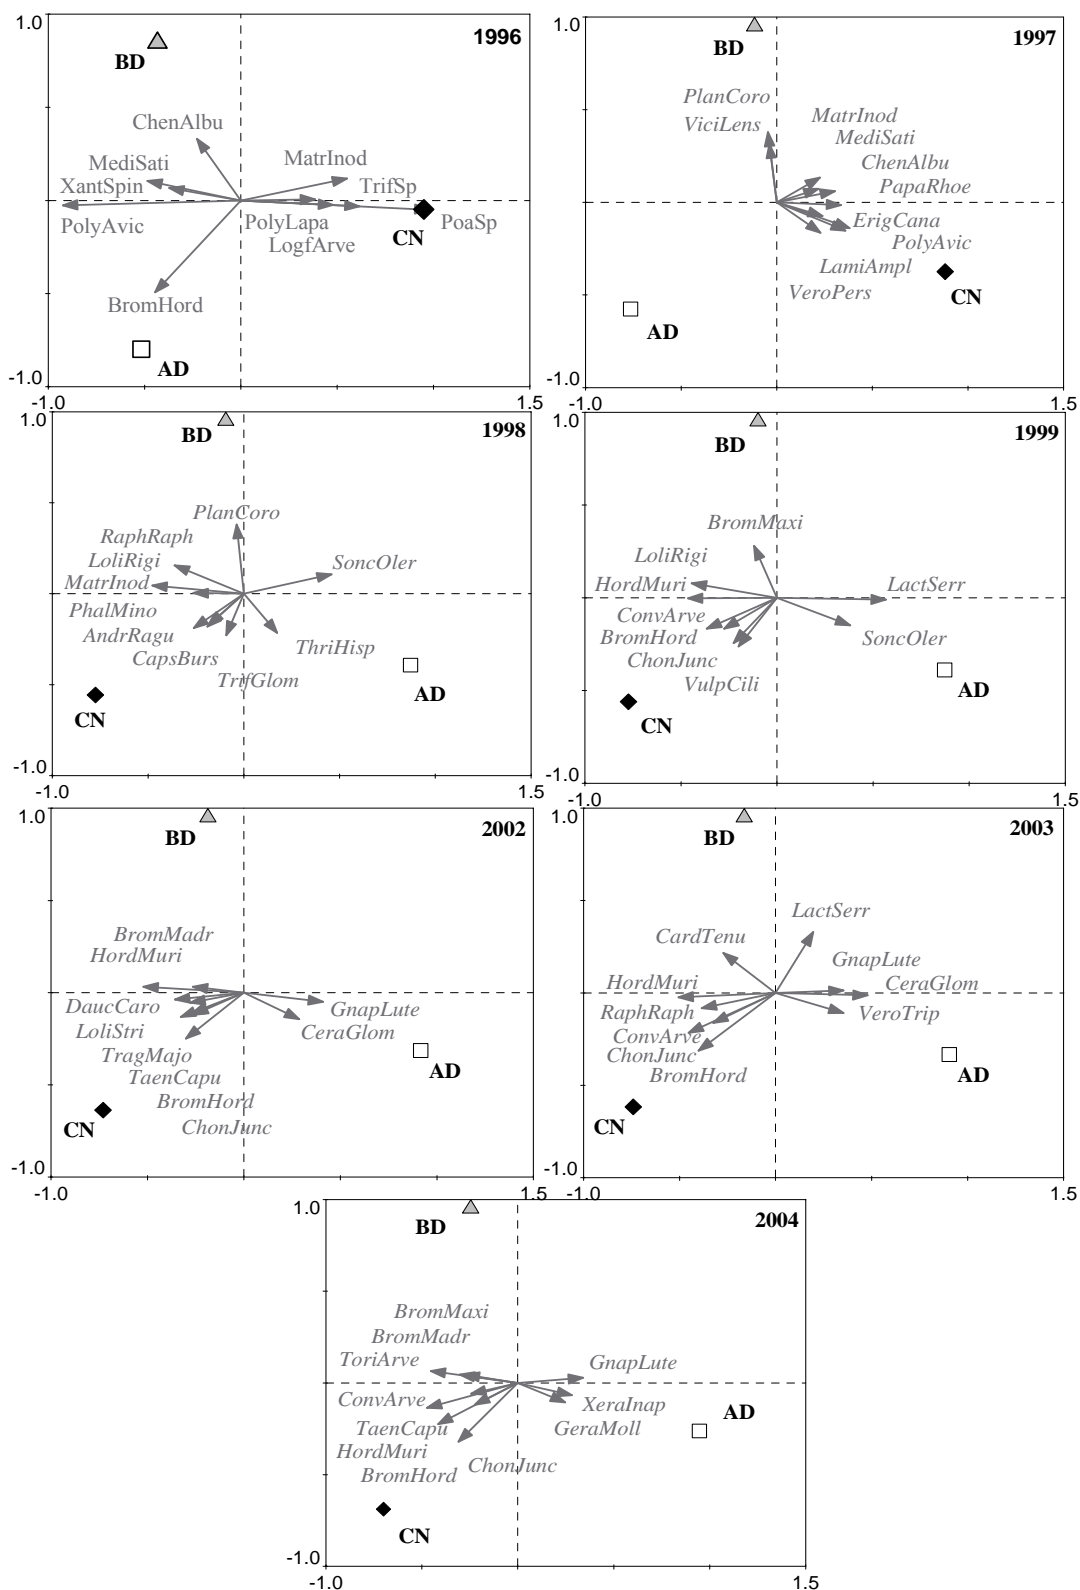 1.0
1996
BD
ChenAlbu
MediSati
MatrInod
XantSpin
TrifSp
PolyAvic
PolyLapa
CN
PoaSp
LogfArve
BromHord
AD
-1.0
-1.0
1.5
1.0
1997
BD
PlanCoro
MatrInod
ViciLens
MediSati
ChenAlbu
PapaRhoe
ErigCana
PolyAvic
LamiAmpl
VeroPers
CN
AD
-1.0
-1.0
1.5
1.0
1998
BD
PlanCoro
RaphRaph
LoliRigi
SoncOler
MatrInod
PhalMino
AndrRagu
ThriHisp
CapsBurs
TrifGlom
AD
CN
-1.0
-1.0
1.5
1.0
1999
BD
BromMaxi
LoliRigi
HordMuri
LactSerr
ConvArve
BromHord
SoncOler
ChonJunc
VulpCili
AD
CN
-1.0
-1.0
1.5
1.0
2002
BD
BromMadr
HordMuri
DaucCaro
GnapLute
LoliStri
CeraGlom
TragMajo
AD
TaenCapu
BromHord
CN
ChonJunc
-1.0
-1.0
1.5
1.0
2003
BD
LactSerr
CardTenu
GnapLute
HordMuri
CeraGlom
RaphRaph
VeroTrip
ConvArve
ChonJunc
BromHord
AD
CN
-1.0
-1.0
1.5
1.0
2004
BD
BromMaxi
BromMadr
ToriArve
GnapLute
ConvArve
XeraInap
AD
TaenCapu
GeraMoll
HordMuri
ChonJunc
BromHord
CN
-1.0
-1.0
1.5